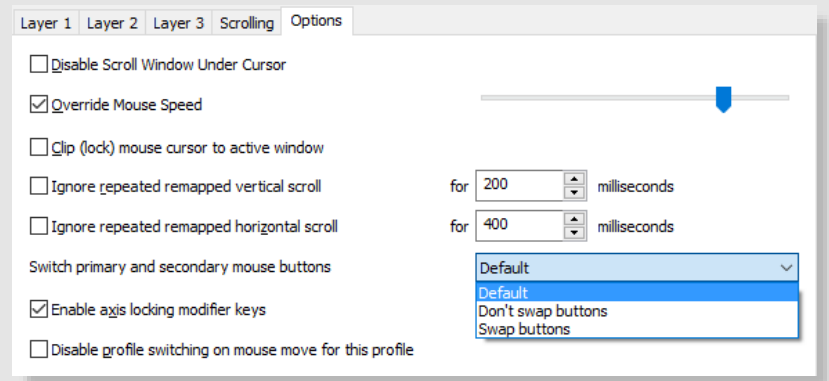 Layer 1 Layer 2 Layer 3 Scrolling Options
Disable Scroll Window Under Cursor
Override Mouse Speed
Clip (lock) mouse cursor to active window
Ignore repeated remapped vertical scroll for 200 milliseconds
Ignore repeated remapped horizontal scroll for 400 milliseconds
Switch primary and secondary mouse buttons Default
Default
Don't swap buttons
Swap buttons
Enable axis locking modifier keys
Disable profile switching on mouse move for this profile